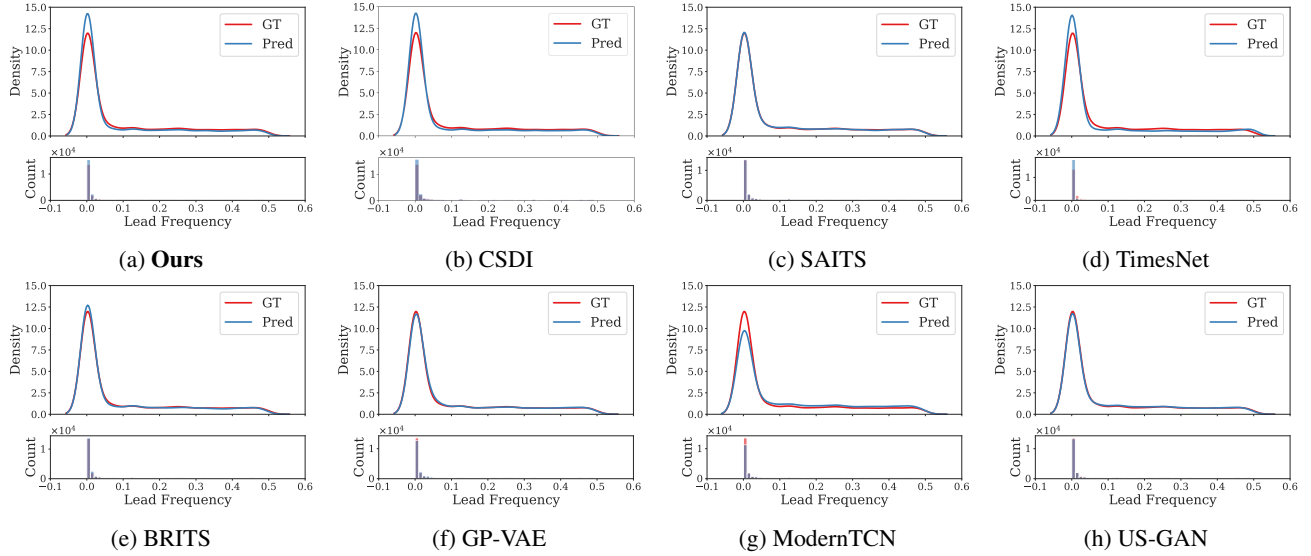 15.0
12.5
10.0
7.5
5.0
2.5
0.0
Density
GT
Pred
×10⁴
1
0
Count
−0.1 0.0 0.1 0.2 0.3 0.4 0.5 0.6
Lead Frequency
(a) Ours
15.0
12.5
10.0
7.5
5.0
2.5
0.0
Density
GT
Pred
×10⁴
1
0
Count
−0.1 0.0 0.1 0.2 0.3 0.4 0.5 0.6
Lead Frequency
(b) CSDI
15.0
12.5
10.0
7.5
5.0
2.5
0.0
Density
GT
Pred
×10⁴
1
0
Count
−0.1 0.0 0.1 0.2 0.3 0.4 0.5 0.6
Lead Frequency
(c) SAITS
15.0
12.5
10.0
7.5
5.0
2.5
0.0
Density
GT
Pred
×10⁴
1
0
Count
−0.1 0.0 0.1 0.2 0.3 0.4 0.5 0.6
Lead Frequency
(d) TimesNet
15.0
12.5
10.0
7.5
5.0
2.5
0.0
Density
GT
Pred
×10⁴
1
0
Count
−0.1 0.0 0.1 0.2 0.3 0.4 0.5 0.6
Lead Frequency
(e) BRITS
15.0
12.5
10.0
7.5
5.0
2.5
0.0
Density
GT
Pred
×10⁴
1
0
Count
−0.1 0.0 0.1 0.2 0.3 0.4 0.5 0.6
Lead Frequency
(f) GP-VAE
15.0
12.5
10.0
7.5
5.0
2.5
0.0
Density
GT
Pred
×10⁴
1
0
Count
−0.1 0.0 0.1 0.2 0.3 0.4 0.5 0.6
Lead Frequency
(g) ModernTCN
15.0
12.5
10.0
7.5
5.0
2.5
0.0
Density
GT
Pred
×10⁴
1
0
Count
−0.1 0.0 0.1 0.2 0.3 0.4 0.5 0.6
Lead Frequency
(h) US-GAN